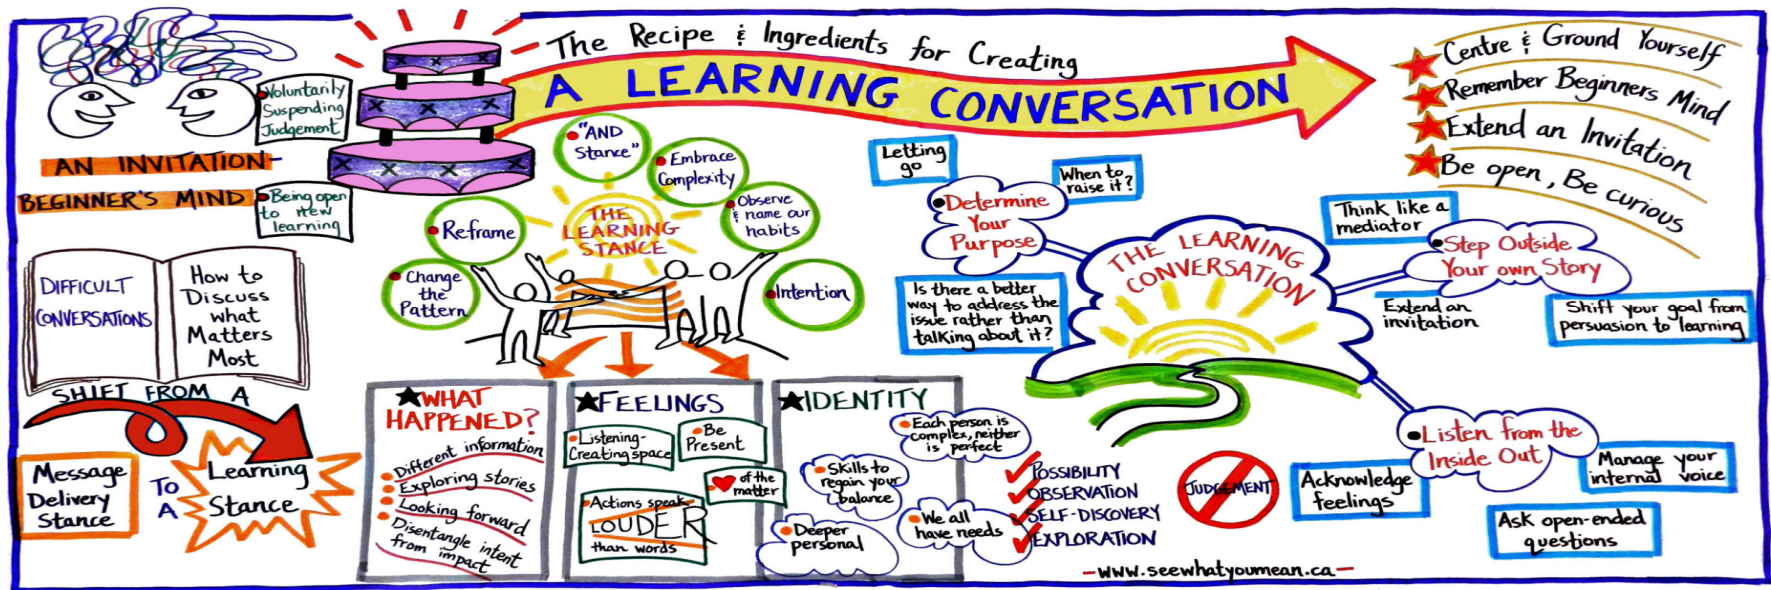 The Recipe & Ingredients for Creating
A LEARNING CONVERSATION
Centre & Ground Yourself
Remember Beginners Mind
Extend an Invitation
Be open, Be curious
Voluntarily
Suspending
Judgement
AN INVITATION-
BEGINNER'S MIND
Being open
to new
learning
DIFFICULT
CONVERSATIONS
How to
Discuss
what
Matters
Most
SHIFT FROM A
Message
Delivery
Stance
TO
A
Learning
Stance
"AND
Stance"
Embrace
Complexity
Observe
& name our
habits
Intention
Reframe
Change
the
Pattern
THE
LEARNING
STANCE
WHAT
HAPPENED?
Different information
Exploring stories
Looking forward
Disentangle intent
from impact
FEELINGS
Listening-
Creating space
Be
Present
of the
matter
Actions speak
LOUDER
than words
IDENTITY
Each person is
complex, neither
is perfect
Skills to
regain your
balance
We all
have needs
Deeper
personal
POSSIBILITY
OBSERVATION
SELF-DISCOVERY
EXPLORATION
JUDGEMENT
THE LEARNING
CONVERSATION
Letting
go
When to
raise it?
Determine
Your
Purpose
Is there a better
way to address the
issue rather than
talking about it?
Think like a
mediator
Step Outside
Your own Story
Extend an
invitation
Shift your goal from
persuasion to learning
Listen from the
Inside Out
Acknowledge
feelings
Manage your
internal voice
Ask open-ended
questions
-www.seewhatyoumean.ca-